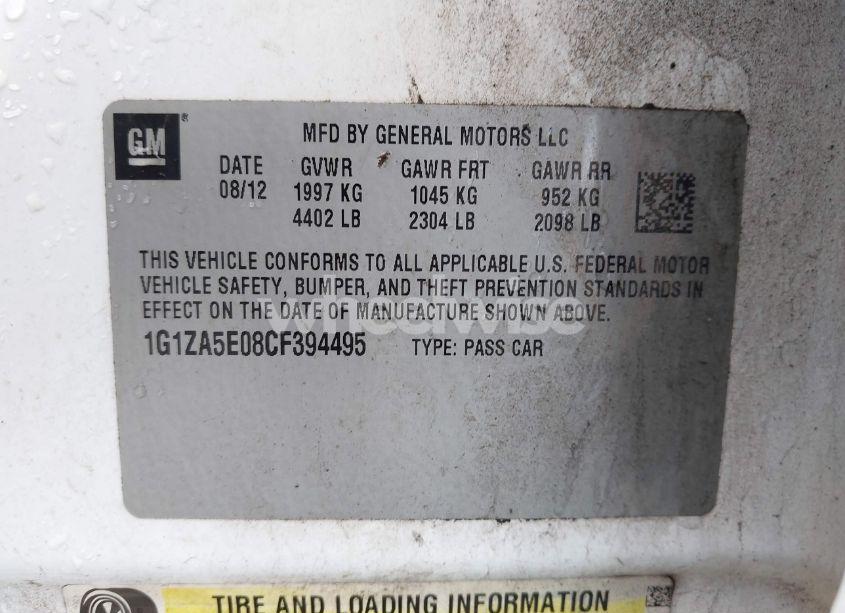 GM®
MFD BY GENERAL MOTORS LLC
DATE GVWR GAWR FRT GAWR RR
08/12 1997 KG 1045 KG 952 KG
4402 LB 2304 LB 2098 LB
THIS VEHICLE CONFORMS TO ALL APPLICABLE U.S. FEDERAL MOTOR
VEHICLE SAFETY, BUMPER, AND THEFT PREVENTION STANDARDS IN
EFFECT ON THE DATE OF MANUFACTURE SHOWN ABOVE.
wheelwise
1G1ZA5E08CF394495 TYPE: PASS CAR
TIRE AND LOADING INFORMATION